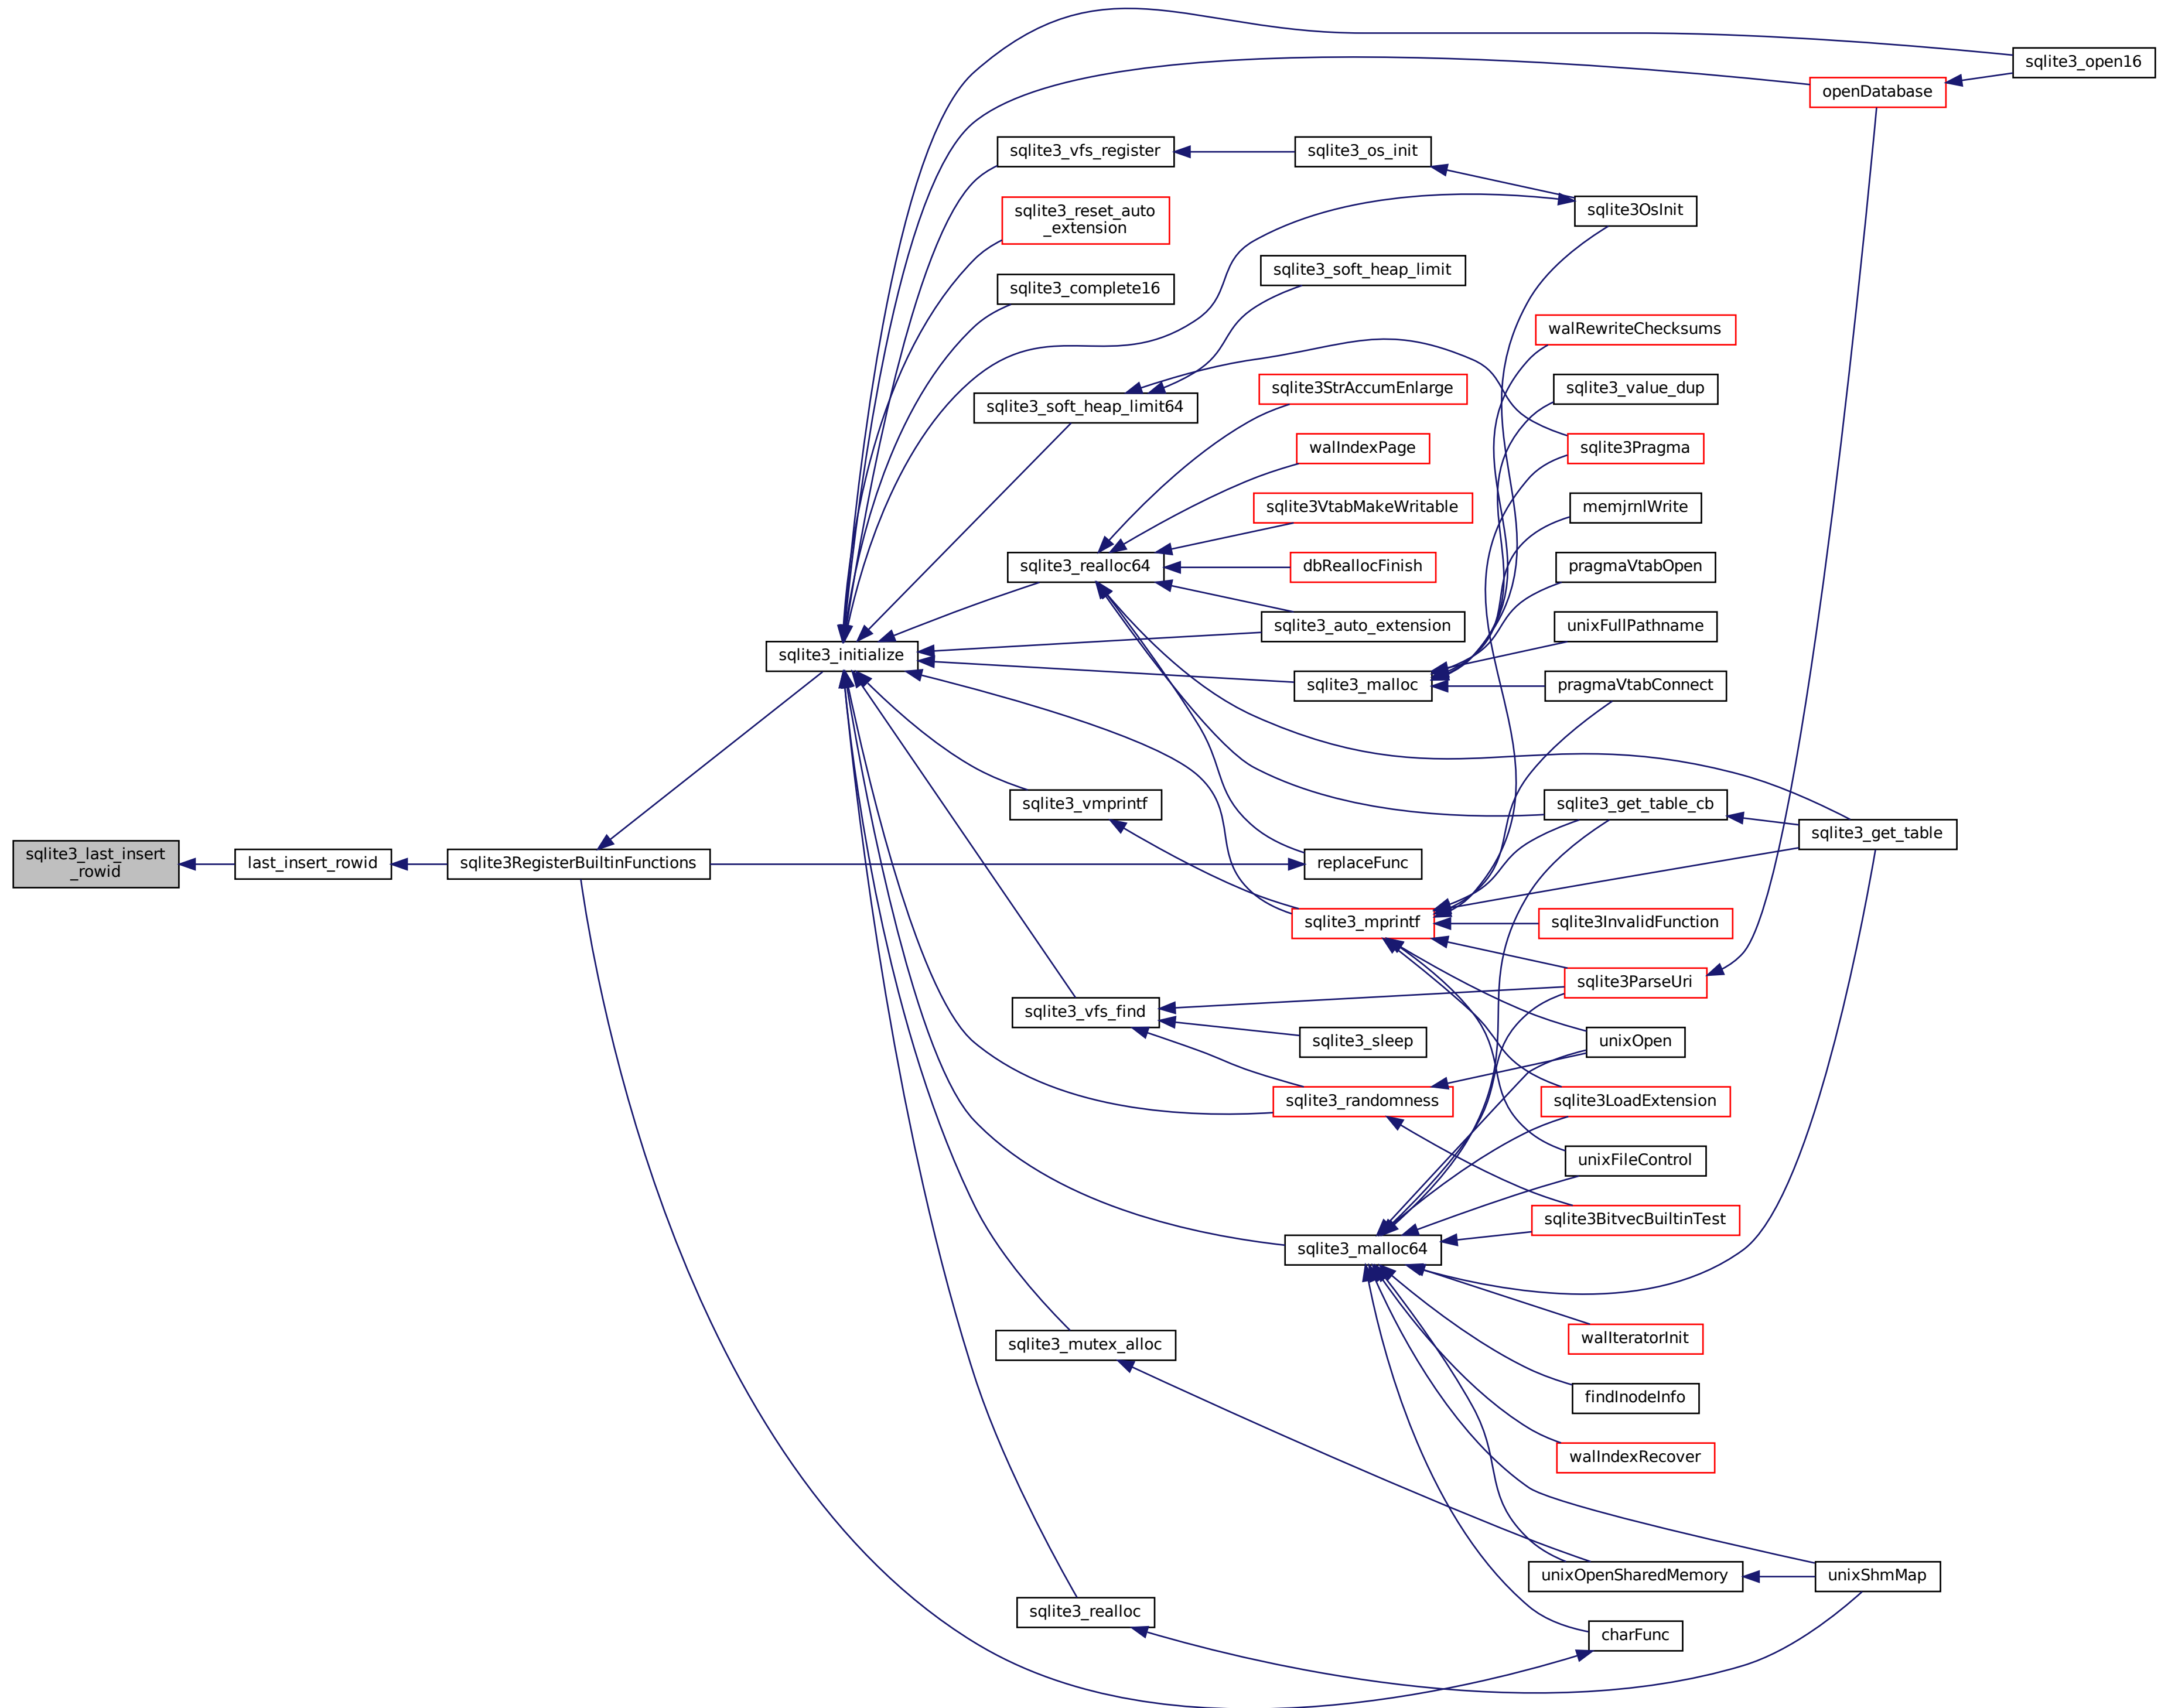 sqlite3_open16
openDatabase
sqlite3_vfs_register
sqlite3_os_init
sqlite3_reset_auto
_extension
sqlite3OsInit
sqlite3_soft_heap_limit
sqlite3_complete16
walRewriteChecksums
sqlite3StrAccumEnlarge
sqlite3_value_dup
sqlite3_soft_heap_limit64
walIndexPage
sqlite3Pragma
sqlite3VtabMakeWritable
memjrnlWrite
sqlite3_realloc64
dbReallocFinish
pragmaVtabOpen
sqlite3_auto_extension
unixFullPathname
sqlite3_initialize
sqlite3_malloc
pragmaVtabConnect
sqlite3_vmprintf
sqlite3_get_table_cb
sqlite3_get_table
sqlite3_last_insert
_rowid
last_insert_rowid
sqlite3RegisterBuiltinFunctions
replaceFunc
sqlite3_mprintf
sqlite3InvalidFunction
sqlite3ParseUri
sqlite3_vfs_find
sqlite3_sleep
unixOpen
sqlite3_randomness
sqlite3LoadExtension
unixFileControl
sqlite3BitvecBuiltinTest
sqlite3_malloc64
walIteratorInit
sqlite3_mutex_alloc
findInodeInfo
walIndexRecover
unixOpenSharedMemory
unixShmMap
sqlite3_realloc
charFunc